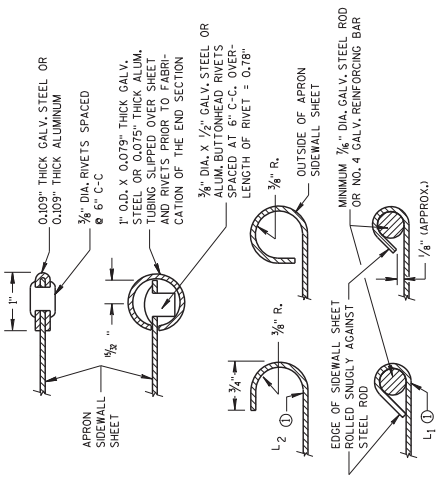 1"
0.109" THICK GALV. STEEL OR
0.109" THICK ALUMINUM
3/8" DIA. RIVETS SPACED
@ 6" C-C
APRON
SIDEWALL
SHEET
15/32"
1" O.D. X 0.079" THICK GALV.
STEEL OR 0.075" THICK ALUM.
TUBING SLIPPED OVER SHEET
AND RIVETS PRIOR TO FABRI-
CATION OF THE END SECTION
3/8" DIA. X 1/2" GALV. STEEL OR
ALUM. BUTTONHEAD RIVETS
SPACED AT 6" C-C. OVER-
LENGTH OF RIVET = 0.78"
3/4"
L2 ①
3/8" R.
3/8" R.
OUTSIDE OF APRON
SIDEWALL SHEET
EDGE OF SIDEWALL SHEET
ROLLED SNUGLY AGAINST
STEEL ROD
L1 ①
MINIMUM 7/16" DIA. GALV. STEEL ROD
OR NO. 4 GALV. REINFORCING BAR
1/8" (APPROX.)